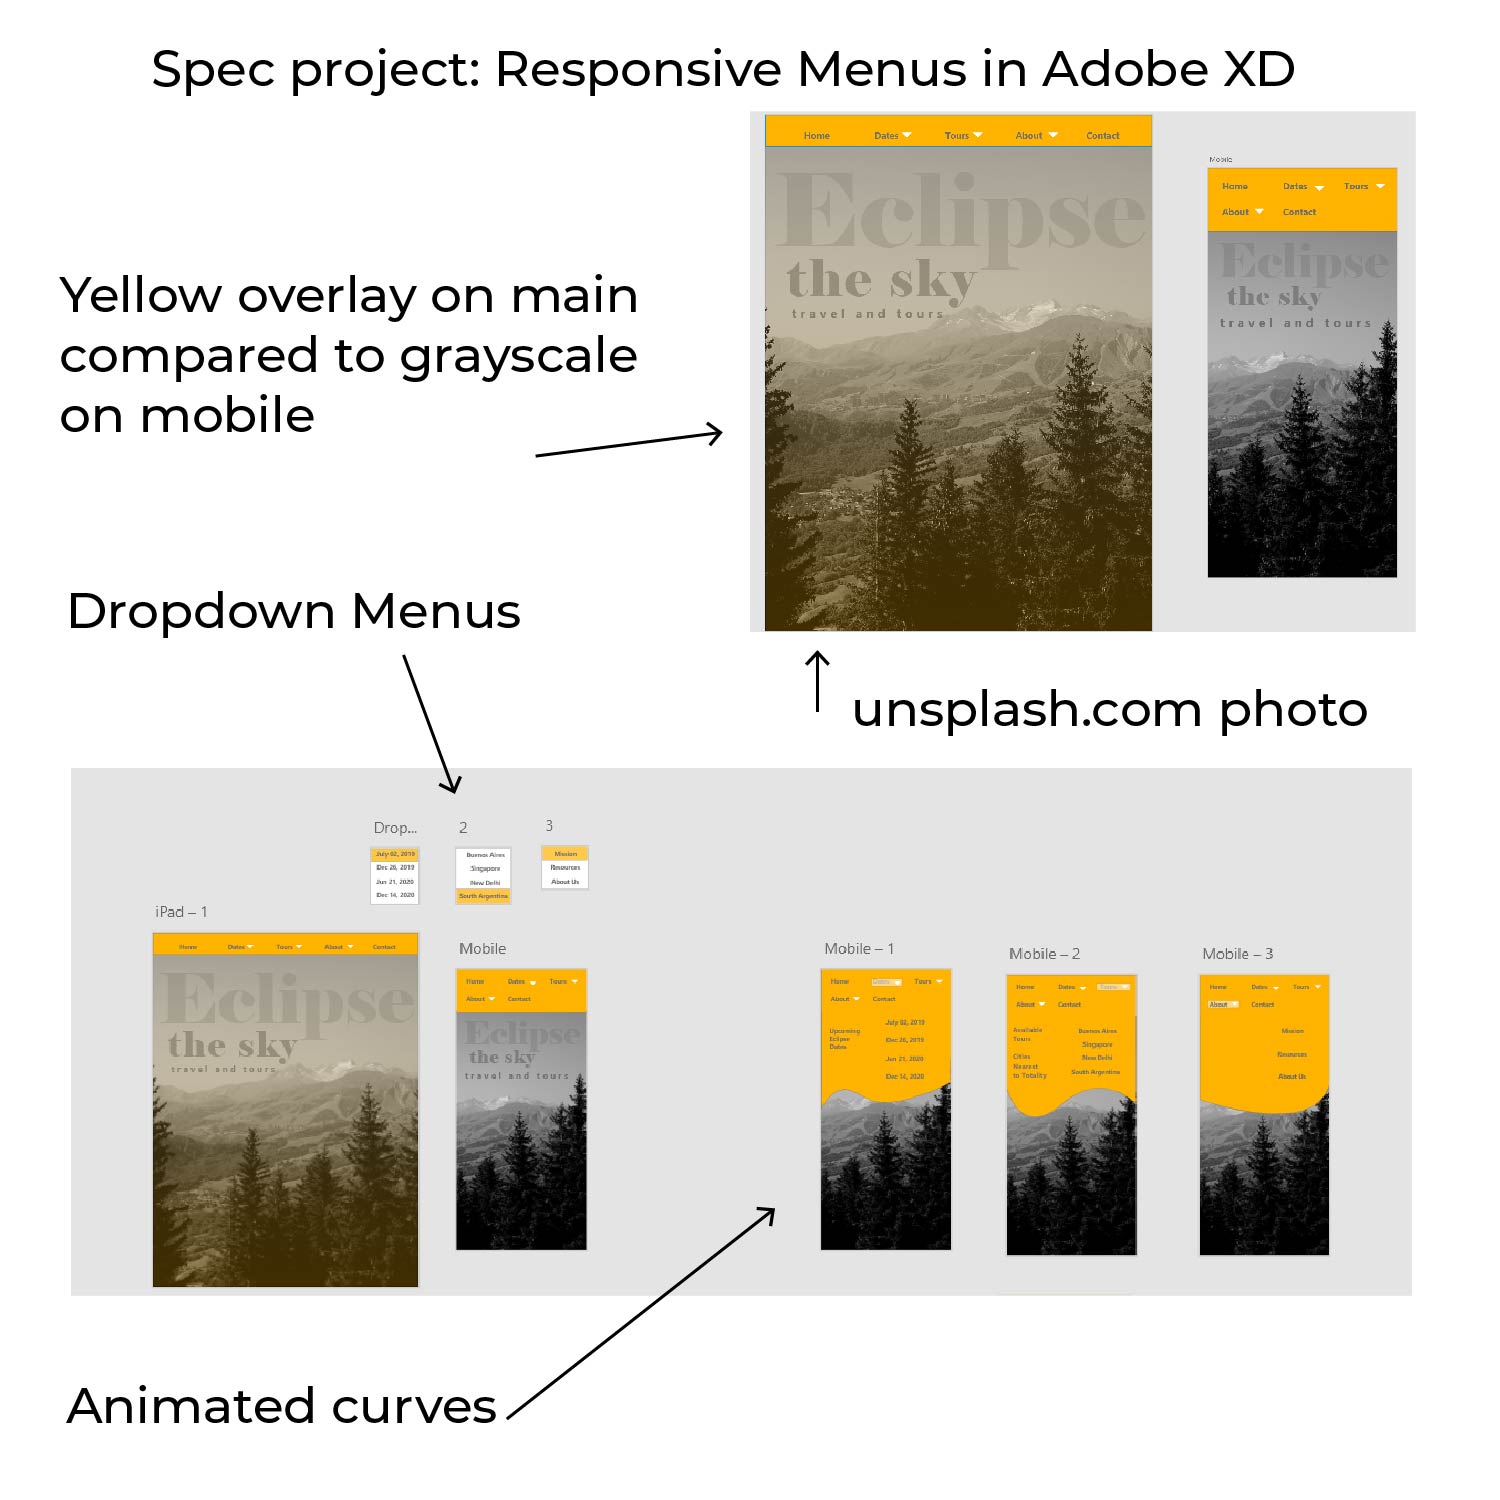 Spec project: Responsive Menus in Adobe XD
Home Dates Tours About Contact
Eclipse
the sky
travel and tours
Mobile
Home Dates Tours
About Contact
Eclipse
the sky
travel and tours
Yellow overlay on main
compared to grayscale
on mobile
Dropdown Menus
unsplash.com photo
Drop...
July 02, 2019
Dec 26, 2019
Jun 21, 2020
Dec 14, 2020
2
Buenos Aires
Singapore
New Delhi
South Argentina
3
Mission
Resources
About Us
iPad – 1
Home Dates Tours About Contact
Eclipse
the sky
travel and tours
Mobile
Home Dates Tours
About Contact
Eclipse
the sky
travel and tours
Mobile – 1
Home Dates Tours
About Contact
Upcoming
Eclipse
Dates
July 02, 2019
Dec 26, 2019
Jun 21, 2020
Dec 14, 2020
Mobile – 2
Home Dates Tours
About Contact
Available
Tours
Cities
Nearest
to Totality
Buenos Aires
Singapore
New Delhi
South Argentina
Mobile – 3
Home Dates Tours
About Contact
Mission
Resources
About Us
Animated curves